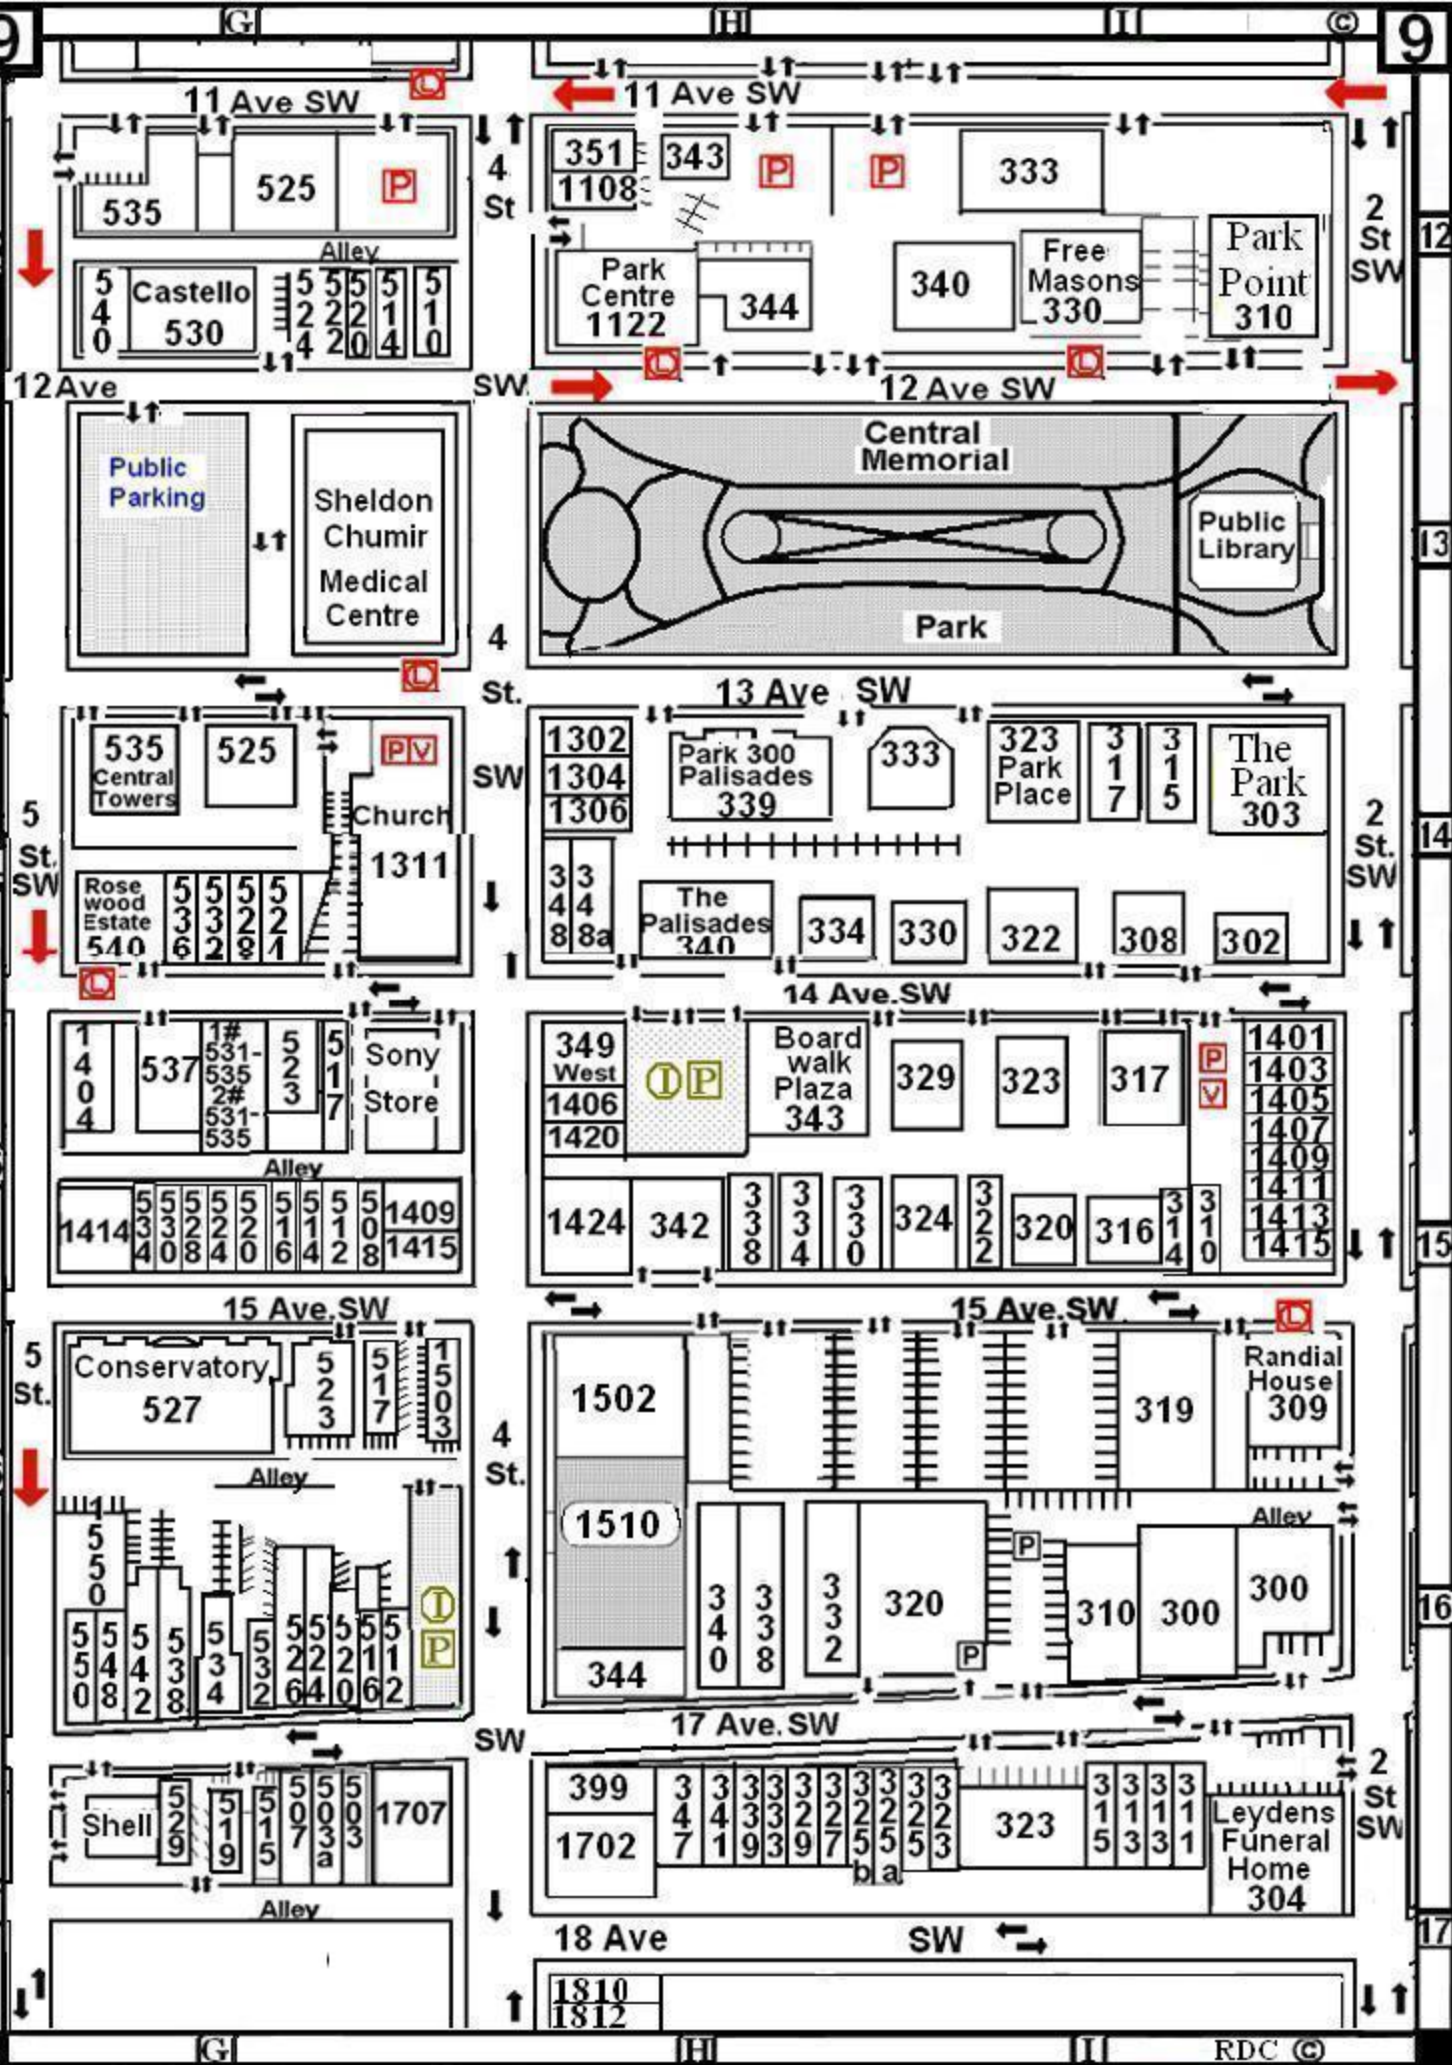 9
G
H
I
©
9
L
11 Ave SW
11 Ave SW
535
525
P
4
St
351
1108
343
P
P
333
2
St
SW
12
Alley
540
Castello
530
524
522
520
514
510
Park
Centre
1122
344
340
Free
Masons
330
Park
Point
310
L
L
12 Ave
SW
12 Ave SW
Public
Parking
Sheldon
Chumir
Medical
Centre
Central
Memorial
Public
Library
Park
13
4
St.
SW
L
13 Ave SW
535
Central
Towers
525
P V
Church
1311
1302
1304
1306
Park 300
Palisades
339
333
323
Park
Place
317
315
The
Park
303
5
St.
SW
2
St.
SW
14
Rose
wood
Estate
540
536
532
528
524
348
348a
The
Palisades
340
334
330
322
308
302
L
14 Ave.SW
1404
537
1#
531-
535
2#
531-
535
523
517
Sony
Store
349
West
1406
1420
I P
Board
walk
Plaza
343
329
323
317
P
V
1401
1403
1405
1407
1409
1411
1413
1415
Alley
1414
534
530
528
524
520
516
514
512
508
1409
1415
1424
342
338
334
330
324
322
320
316
314
310
15
15 Ave.SW
15 Ave.SW
L
5
St.
Conservatory
527
523
517
1503
4
St.
1502
319
Randial
House
309
Alley
1510
Alley
1550
550
548
542
538
534
532
526
524
520
516
512
I
P
344
340
338
332
320
P
P
310
300
300
16
SW
17 Ave.SW
Shell
529
519
515
507
503a
503
1707
399
1702
347
341
339
339
329
327
325b
325a
323
323
315
313
313
311
Leydens
Funeral
Home
304
2
St
SW
Alley
18 Ave
SW
17
1810
1812
G
H
I
RDC ©